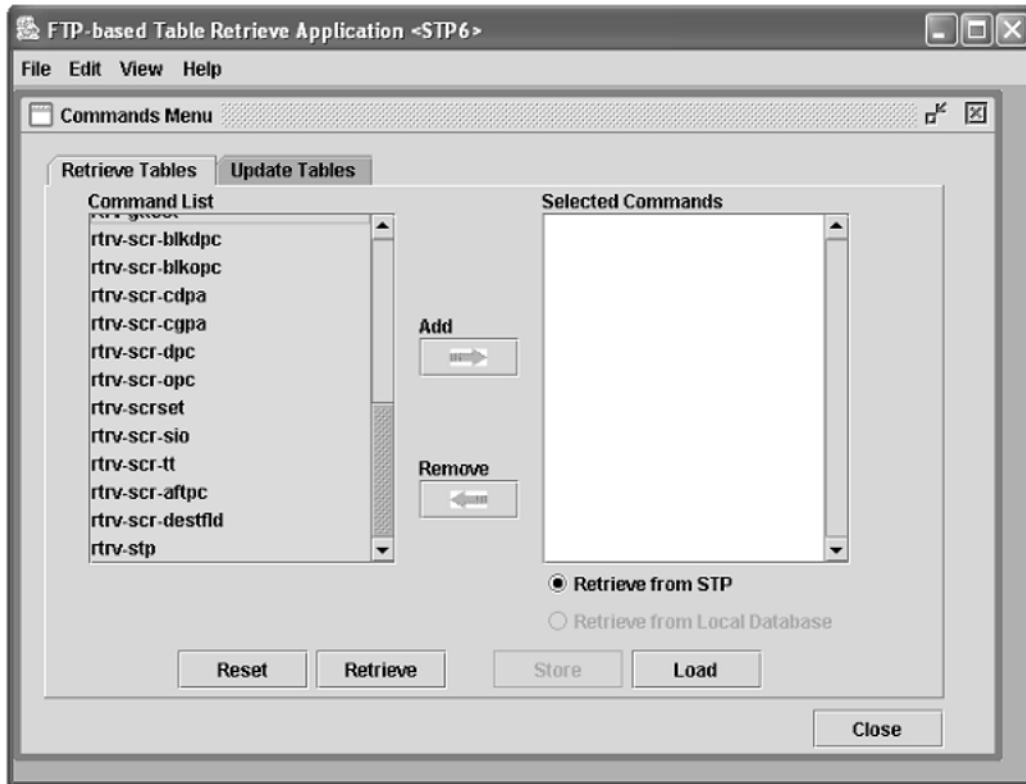 FTP-based Table Retrieve Application <STP6>
File Edit View Help
Commands Menu
Retrieve Tables Update Tables
Command List
rtrv-scr-blkdpc
rtrv-scr-blkopc
rtrv-scr-cdpa
rtrv-scr-cgpa
rtrv-scr-dpc
rtrv-scr-opc
rtrv-scrset
rtrv-scr-sio
rtrv-scr-tt
rtrv-scr-aftpc
rtrv-scr-destfld
rtrv-stp
Add
Remove
Selected Commands
Retrieve from STP
Retrieve from Local Database
Reset Retrieve Store Load
Close